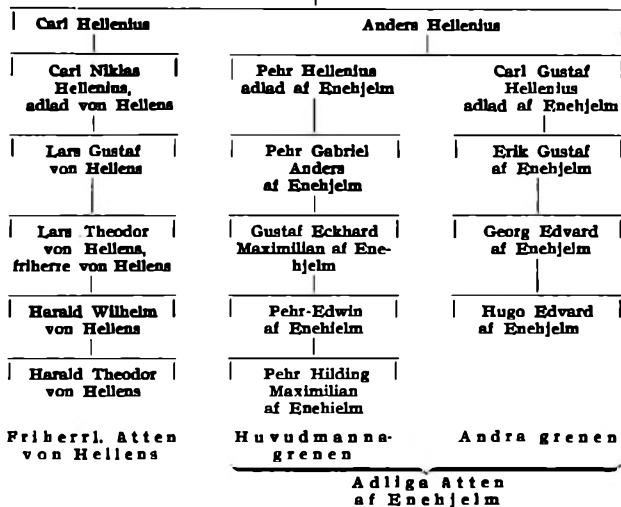 Carl Hellenius
Anders Hellenius
Carl Niklas
Hellenius,
adlad von Hellens
Pehr Hellenius
adlad af Enehjelm
Carl Gustaf
Hellenius
adlad af Enehjelm
Lars Gustaf
von Hellens
Pehr Gabriel
Anders
af Enehjelm
Erik Gustaf
af Enehjelm
Lars Theodor
von Hellens,
friherre von Hellens
Gustaf Eckhard
Maximilian af Ene-
hjelm
Georg Edvard
af Enehjelm
Harald Wilhelm
von Hellens
Pehr-Edwin
af Enehielm
Hugo Edvard
af Enehjelm
Harald Theodor
von Hellens
Pehr Hilding
Maximilian
af Enehielm
Friherrl. Atten
von Hellens
Huvudmanna-
grenen
Andra grenen
Adliga Atten
af Enehjelm